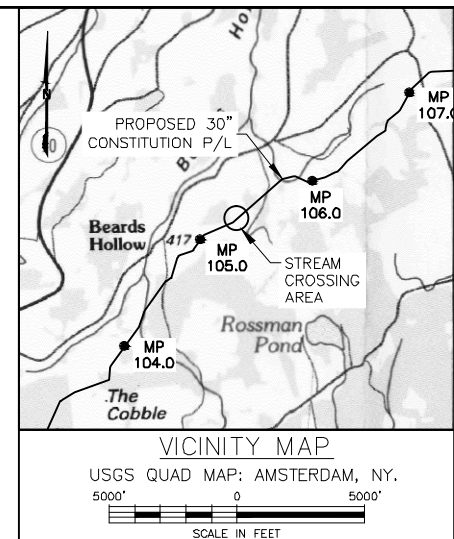 N
PROPOSED 30"
CONSTITUTION P/L
MP
107.0
MP
106.0
Beards
Hollow
417
MP
105.0
STREAM
CROSSING
AREA
Rossman
Pond
MP
104.0
The
Cobble
VICINITY MAP
USGS QUAD MAP: AMSTERDAM, NY.
5000' 0 5000'
SCALE IN FEET